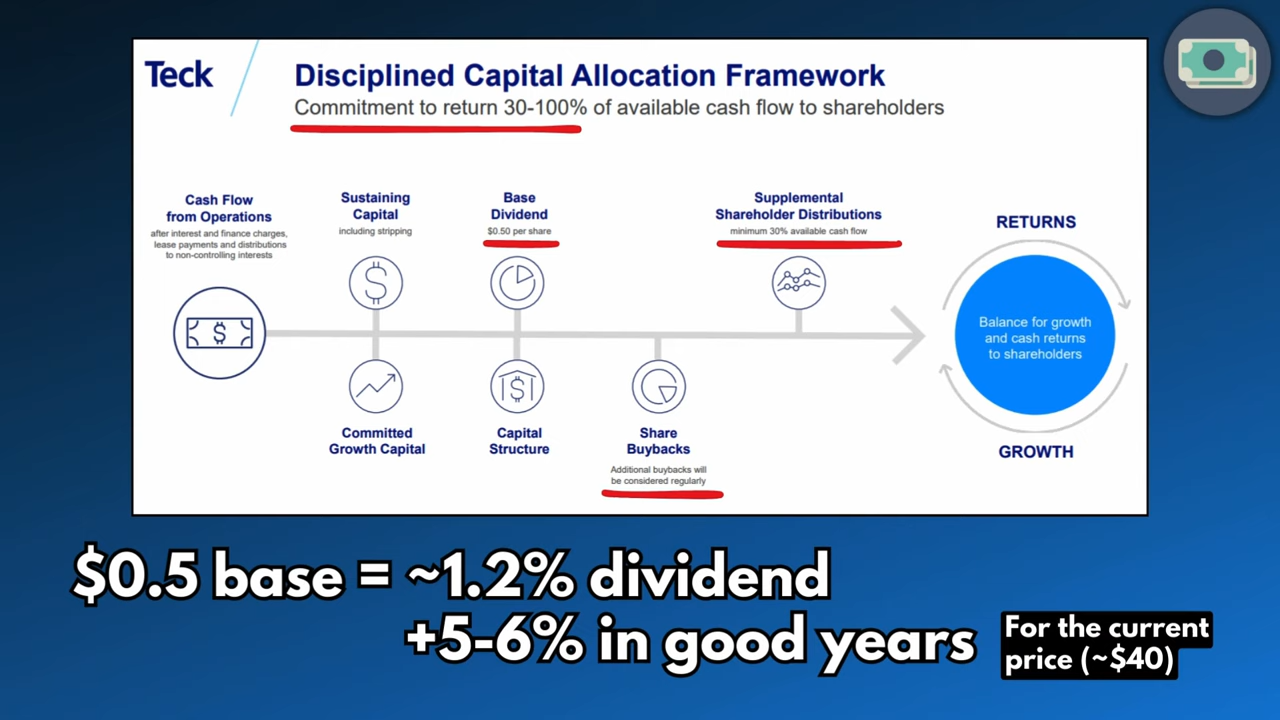 Teck
Disciplined Capital Allocation Framework
Commitment to return 30-100% of available cash flow to shareholders
Cash Flow
from Operations
after interest and finance charges,
lease payments and distributions
to non-controlling interests
$
Sustaining
Capital
including stripping
$
Base
Dividend
$0.50 per share
Supplemental
Shareholder Distributions
minimum 30% available cash flow
Committed
Growth Capital
$
Capital
Structure
Share
Buybacks
Additional buybacks will
be considered regularly
RETURNS
Balance for growth
and cash returns
to shareholders
GROWTH
$0.5 base = ~1.2% dividend
+5-6% in good years
For the current
price (~$40)